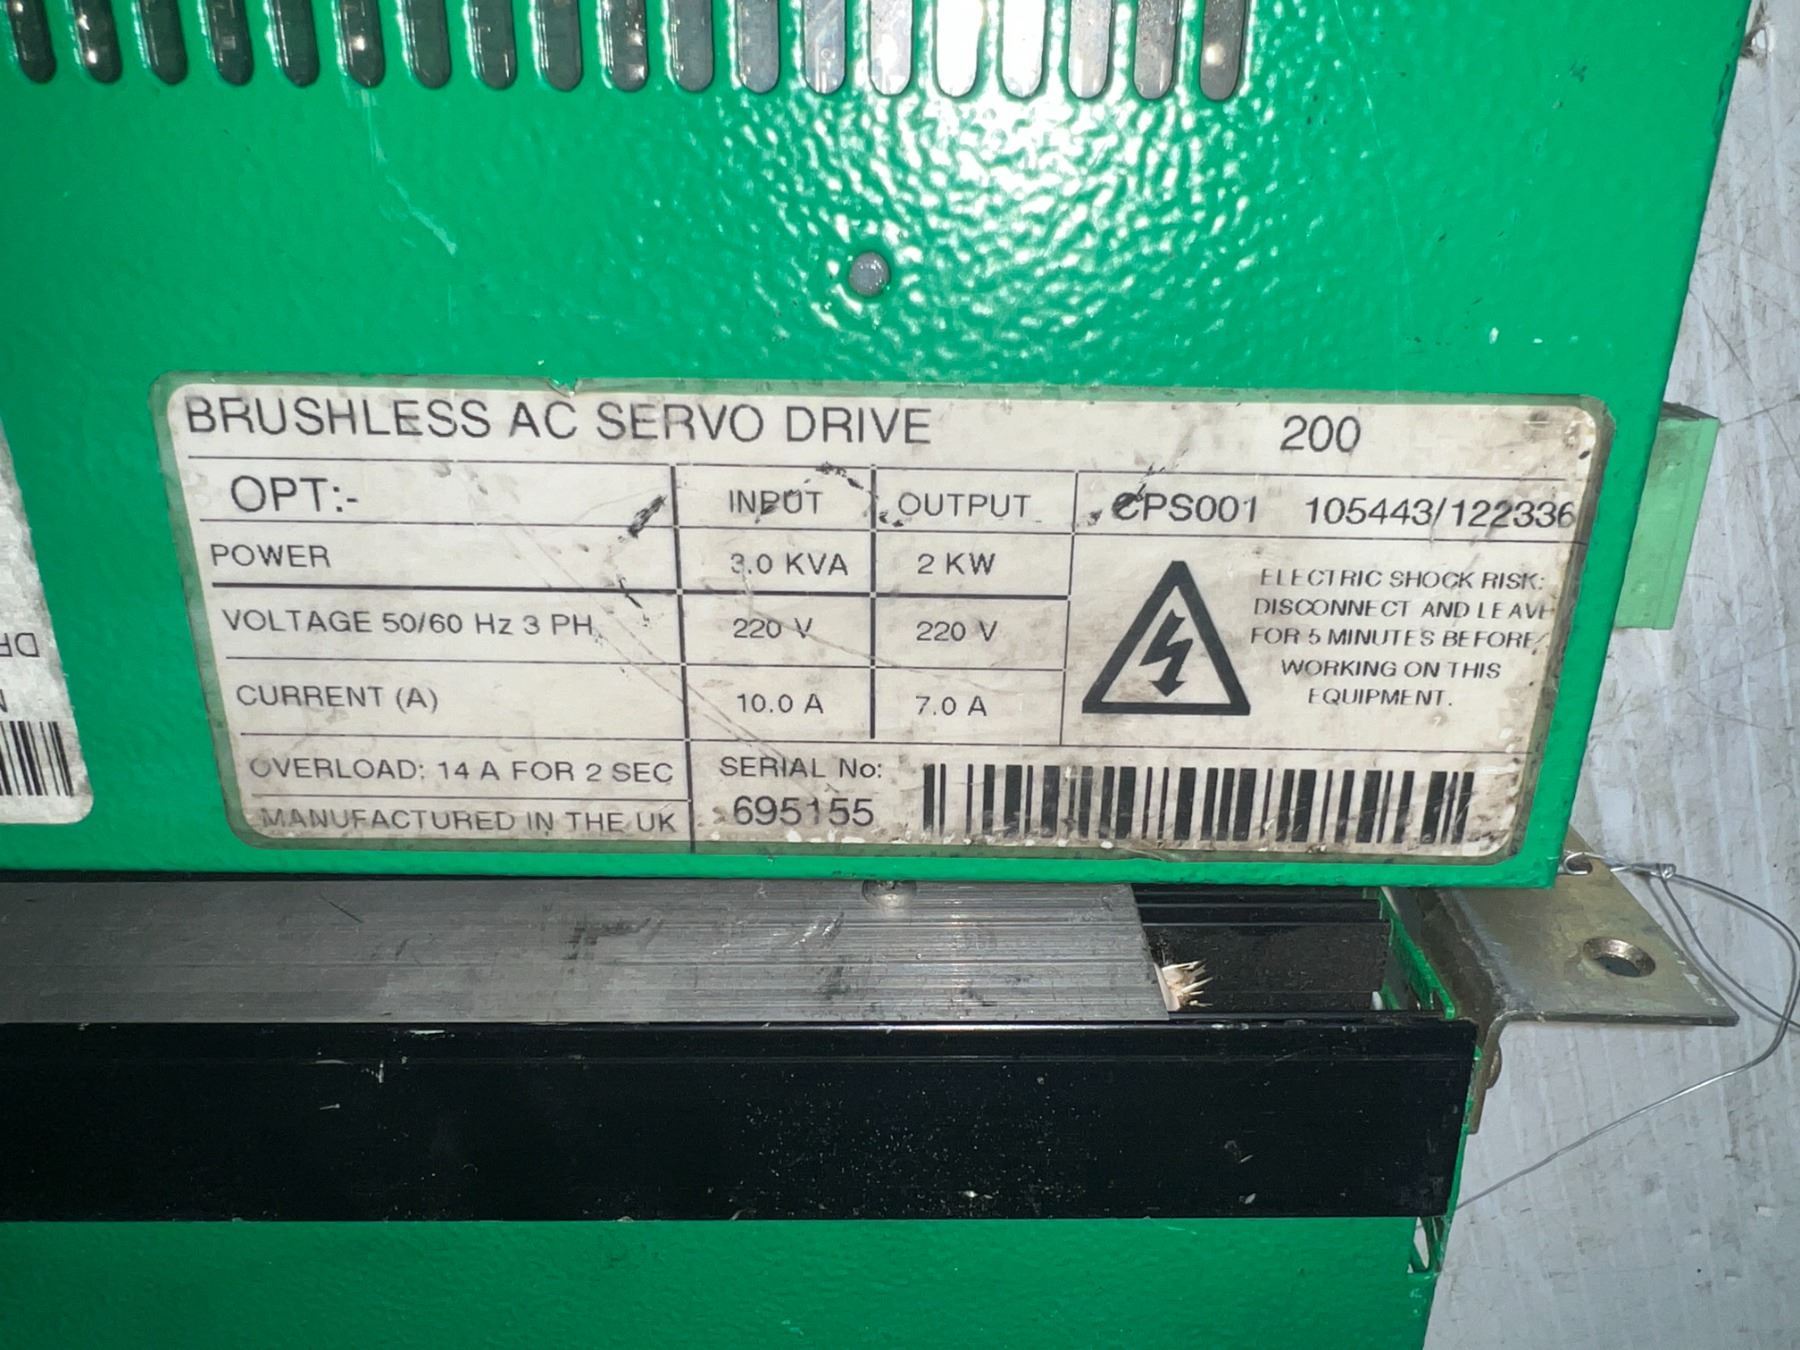 BRUSHLESS AC SERVO DRIVE 200
OPT:- INPUT OUTPUT CPS001 105443/122336
POWER 3.0 KVA 2 KW
VOLTAGE 50/60 Hz 3 PH 220 V 220 V
CURRENT (A) 10.0 A 7.0 A
ELECTRIC SHOCK RISK:
DISCONNECT AND LEAVE
FOR 5 MINUTES BEFORE
WORKING ON THIS
EQUIPMENT.
OVERLOAD: 14 A FOR 2 SEC
MANUFACTURED IN THE UK
SERIAL No:
695155